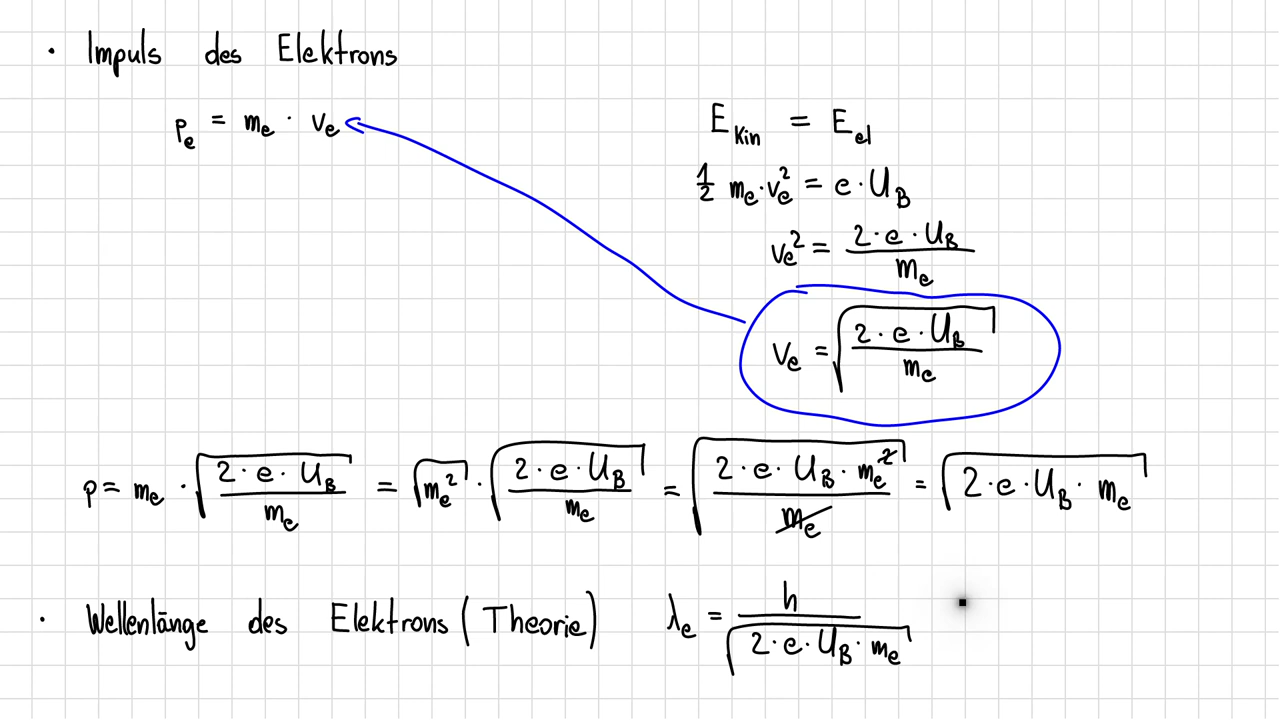 · Impuls des Elektrons
p_e = m_e · v_e
E_kin = E_el
1/2 m_e · v_e² = e · U_B
v_e² = (2 · e · U_B) / m_e
v_e = √((2 · e · U_B) / m_e)
p = m_e · √((2 · e · U_B) / m_e) = √(m_e²) · √((2 · e · U_B) / m_e) = √((2 · e · U_B · m_e²) / m_e) = √(2 · e · U_B · m_e)
· Wellenlänge des Elektrons (Theorie) λ_e = h / √(2 · e · U_B · m_e)